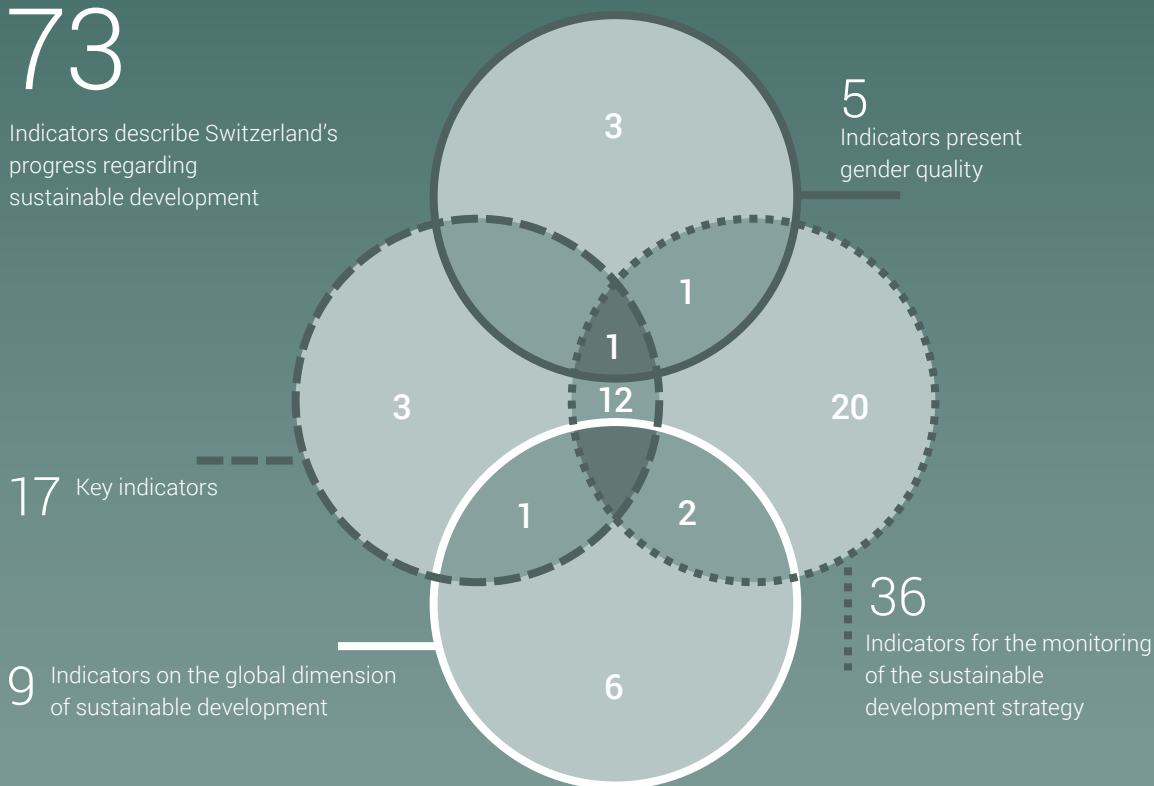 73
Indicators describe Switzerland's
progress regarding
sustainable development
3
5
Indicators present
gender quality
1
1
12
3
20
17 Key indicators
1
2
36
Indicators for the monitoring
of the sustainable
development strategy
9 Indicators on the global dimension
of sustainable development
6